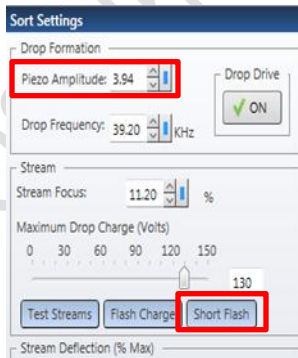 Sort Settings
Drop Formation
Piezo Amplitude: 3.94
Drop Drive
✓ ON
Drop Frequency: 39.20 KHz
Stream
Stream Focus: 11.20 %
Maximum Drop Charge (Volts)
0 30 60 90 120 150
130
Test Streams Flash Charge Short Flash
Stream Deflection (% Max)